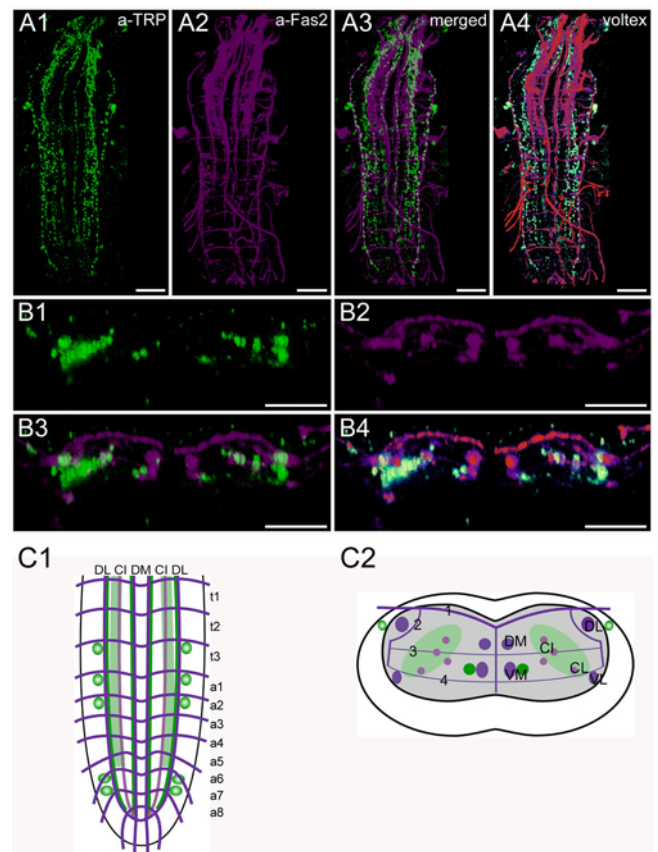 A1 a-TRP
A2 a-Fas2
A3 merged
A4 voltex
B1
B2
B3
B4
C1
DL CI DM CI DL
t1
t2
t3
a1
a2
a3
a4
a5
a6
a7
a8
C2
1
2 DL
DM
3 CI
CL
4 VM VL